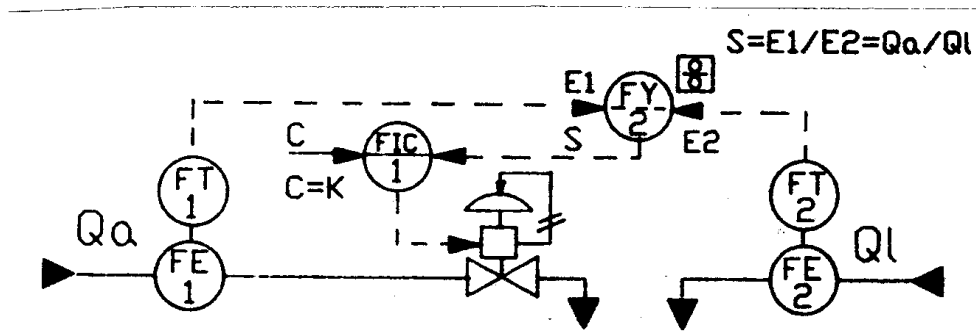 S=E1/E2=Qa/Ql
E1
FY
2
%
C
FIC
1
S
E2
C=K
FT
1
FT
2
Qa
FE
1
Ql
FE
2